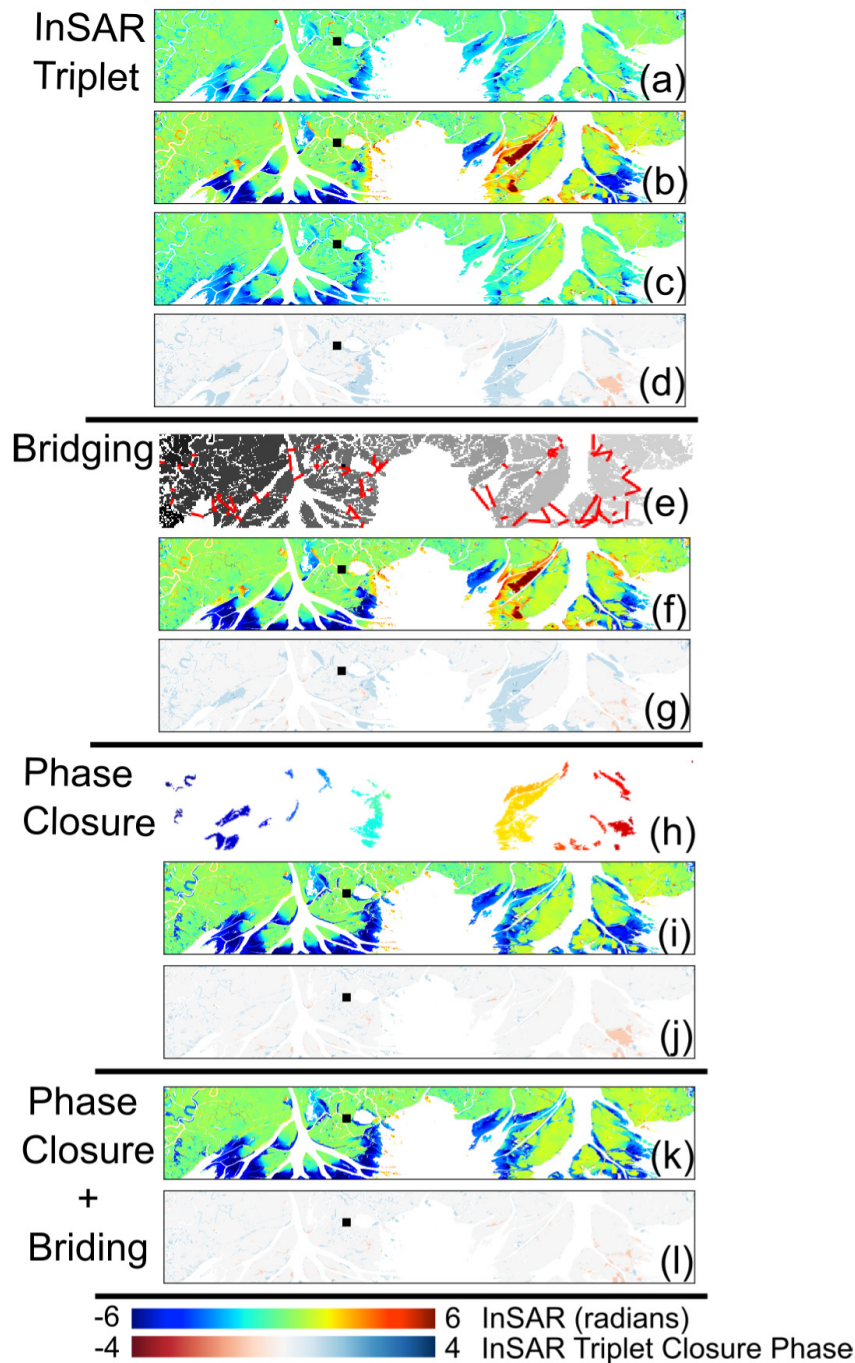 InSAR
Triplet
(a)
(b)
(c)
(d)
Bridging
(e)
(f)
(g)
Phase
Closure
(h)
(i)
(j)
Phase
Closure
+
Briding
(k)
(l)
-6 6 InSAR (radians)
-4 4 InSAR Triplet Closure Phase